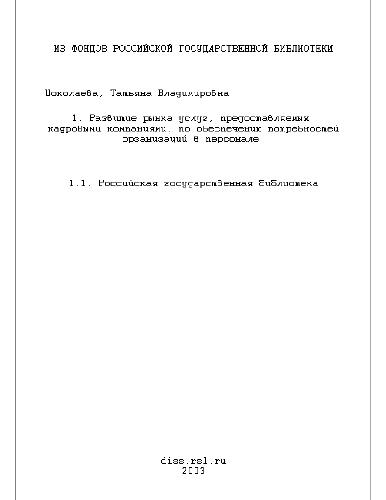 ИЗ ФОНДОВ РОССИЙСКОЙ ГОСУДАРСТВЕННОЙ БИБЛИОТЕКИ
Шоколаева, Татьяна Владимировна
1. Развитие рынка услуг, предоставляемых
кадровыми компаниями, по обеспечению потребностей
организаций в персонале
1.1. Российская государственная библиотека
diss.rsl.ru
2003